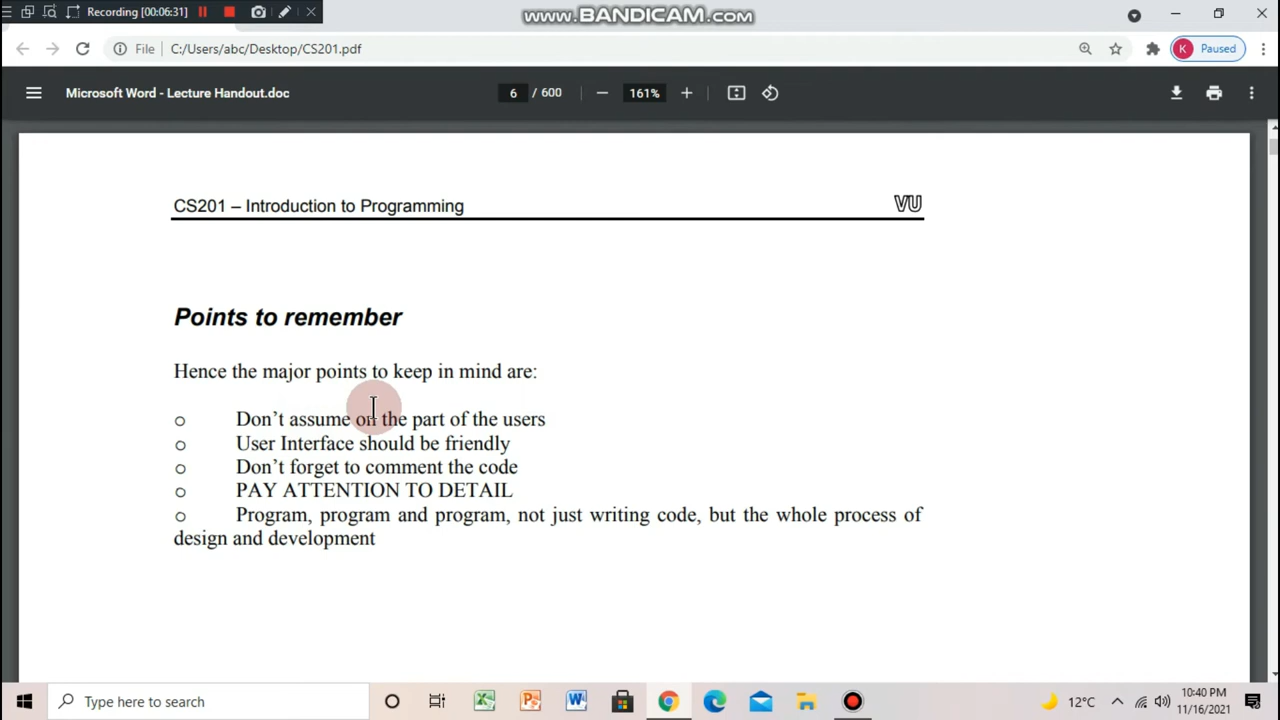 Recording [00:06:31]
www.BANDICAM.com
File C:/Users/abc/Desktop/CS201.pdf
K Paused
Microsoft Word - Lecture Handout.doc 6 / 600 161%
CS201 – Introduction to Programming VU
Points to remember
Hence the major points to keep in mind are:
o Don’t assume on the part of the users
o User Interface should be friendly
o Don’t forget to comment the code
o PAY ATTENTION TO DETAIL
o Program, program and program, not just writing code, but the whole process of
design and development
Type here to search
12°C
10:40 PM
11/16/2021